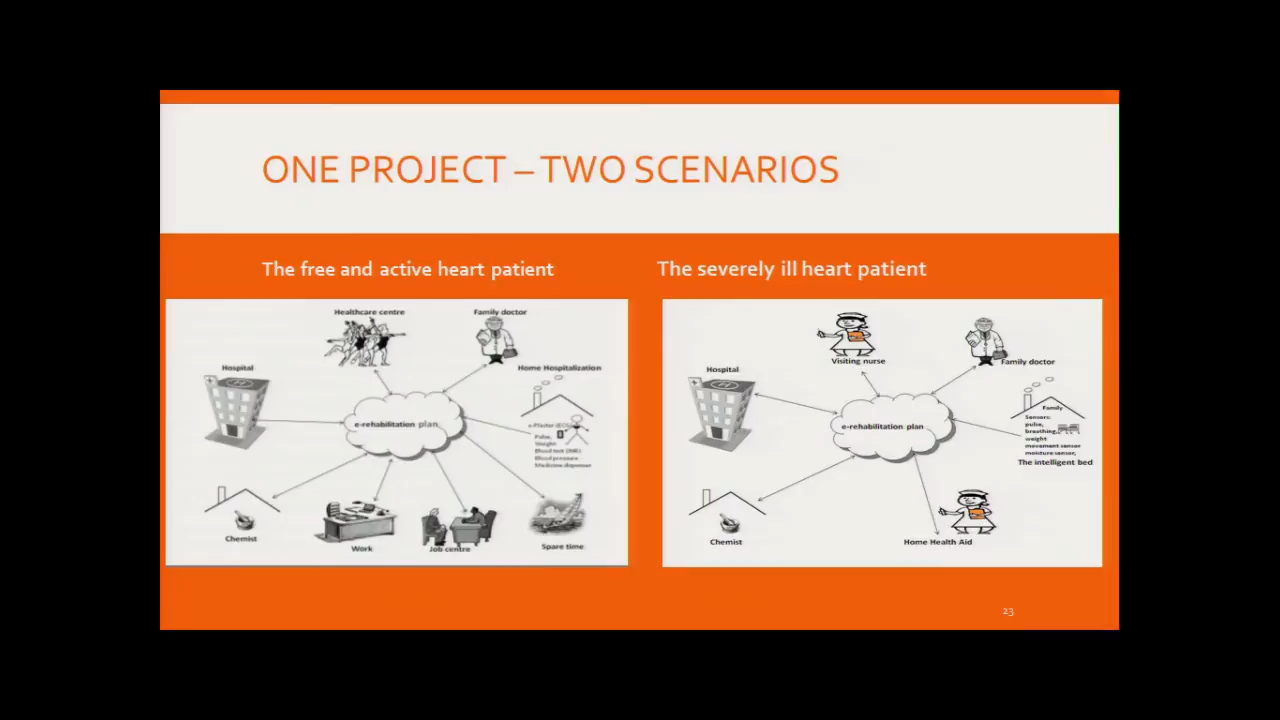 ONE PROJECT – TWO SCENARIOS
The free and active heart patient
Healthcare centre
Family doctor
Hospital
Home Hospitalization
e-rehabilitation plan
e-Plaster (ECG)
Pulse,
Weight
Blood test (INR)
Blood pressure
Medicine dispenser
Chemist
Work
Job centre
Spare time
The severely ill heart patient
Visiting nurse
Family doctor
Hospital
Family
Sensors:
pulse,
breathing,
weight
movement sensor
moisture sensor,
The intelligent bed
e-rehabilitation plan
Chemist
Home Health Aid
23